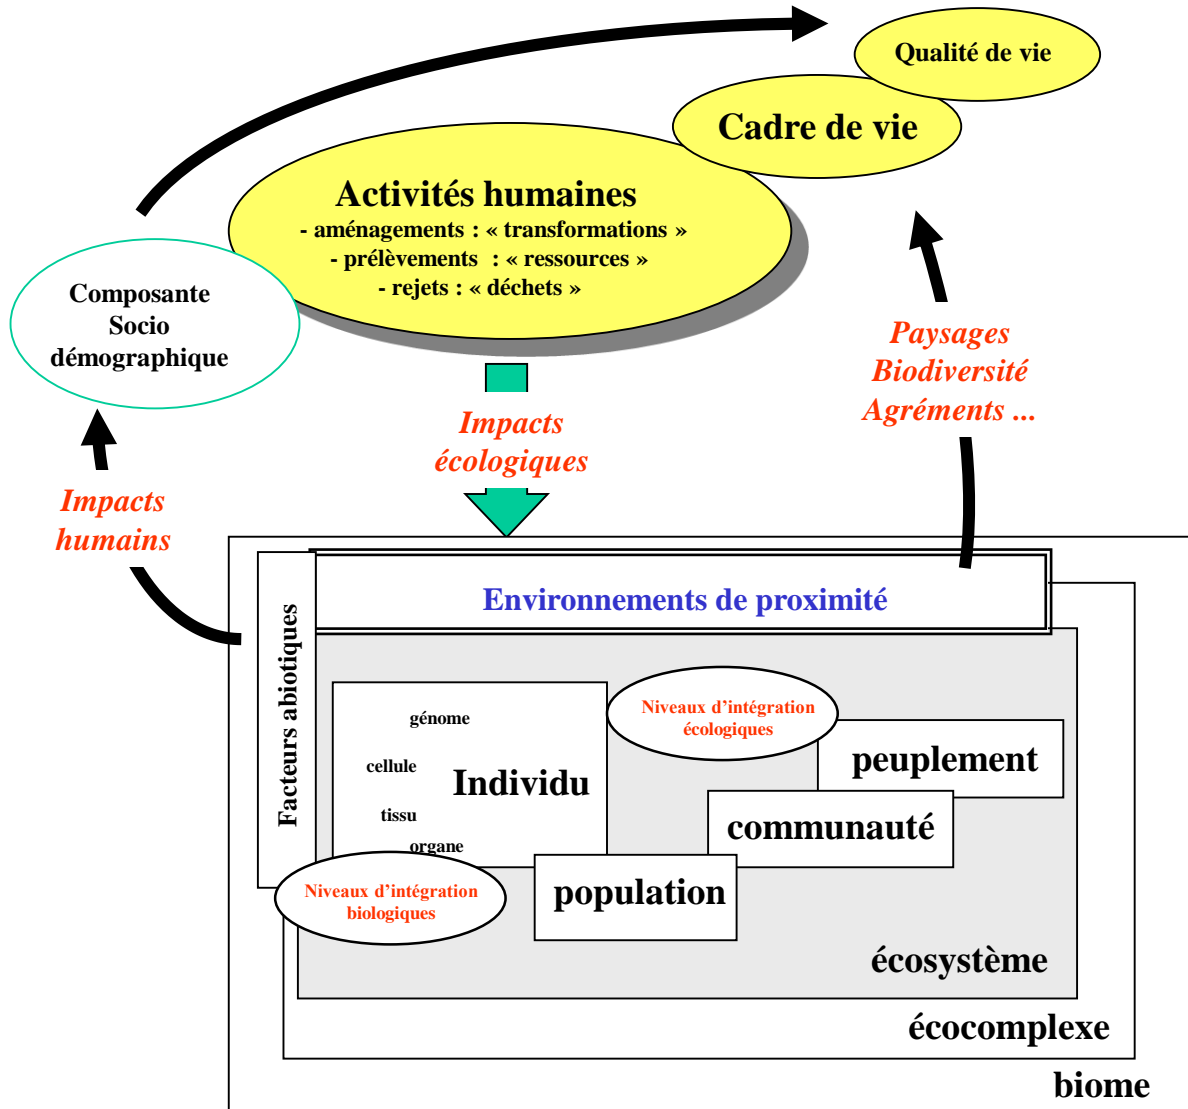 Qualité de vie
Cadre de vie
Activités humaines
- aménagements : « transformations »
- prélèvements : « ressources »
- rejets : « déchets »
Composante
Socio
démographique
Paysages
Biodiversité
Agréments ...
Impacts
écologiques
Impacts
humains
Environnements de proximité
Facteurs abiotiques
génome
cellule
Individu
tissu
organe
Niveaux d'intégration
écologiques
peuplement
communauté
population
Niveaux d'intégration
biologiques
écosystème
écocomplexe
biome